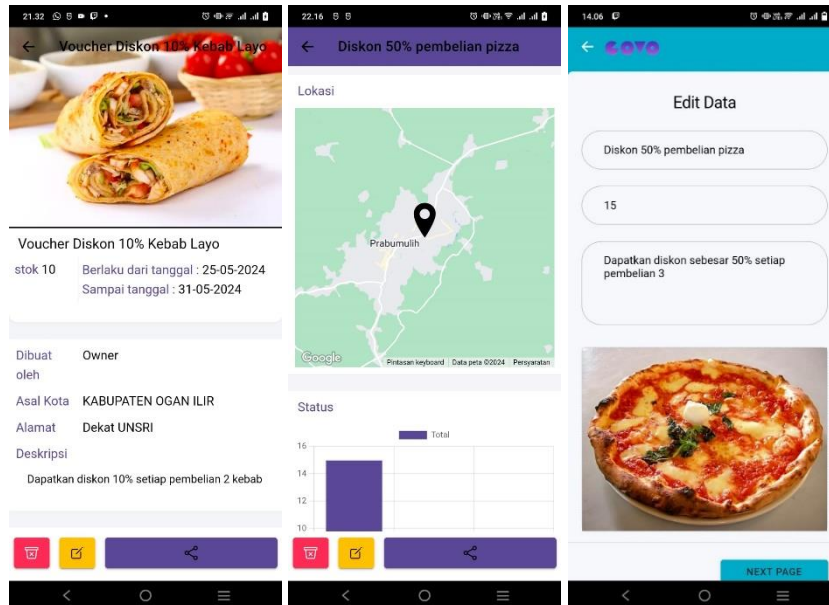 21.32
Voucher Diskon 10% Kebab Layo
Voucher Diskon 10% Kebab Layo
stok 10
Berlaku dari tanggal : 25-05-2024
Sampai tanggal : 31-05-2024
Dibuat oleh
Owner
Asal Kota
KABUPATEN OGAN ILIR
Alamat
Dekat UNSRI
Deskripsi
Dapatkan diskon 10% setiap pembelian 2 kebab
22.16
Diskon 50% pembelian pizza
Lokasi
Prabumulih
Google
Pintasan keyboard
Data peta ©2024
Persyaratan
Status
Total
16
14
12
10
14.06
GOVO
Edit Data
Diskon 50% pembelian pizza
15
Dapatkan diskon sebesar 50% setiap
pembelian 3
NEXT PAGE